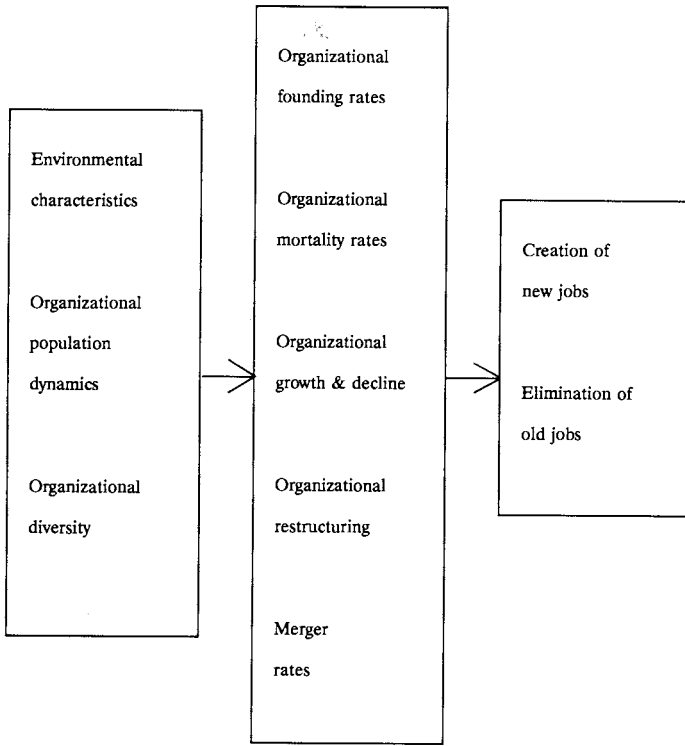 Environmental
characteristics
Organizational
population
dynamics
Organizational
diversity
Organizational
founding rates
Organizational
mortality rates
Organizational
growth & decline
Organizational
restructuring
Merger
rates
Creation of
new jobs
Elimination of
old jobs